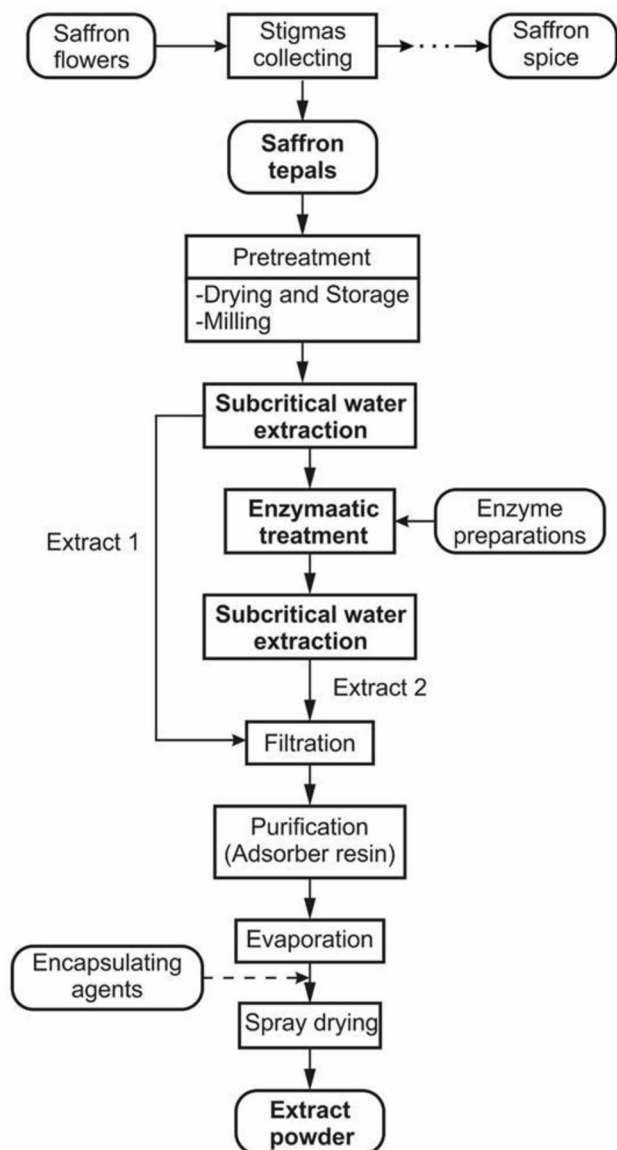 Saffron
flowers
Stigmas
collecting
Saffron
spice
Saffron
tepals
Pretreatment
-Drying and Storage
-Milling
Subcritical water
extraction
Extract 1
Enzymaatic
treatment
Enzyme
preparations
Subcritical water
extraction
Extract 2
Filtration
Purification
(Adsorber resin)
Evaporation
Encapsulating
agents
Spray drying
Extract
powder